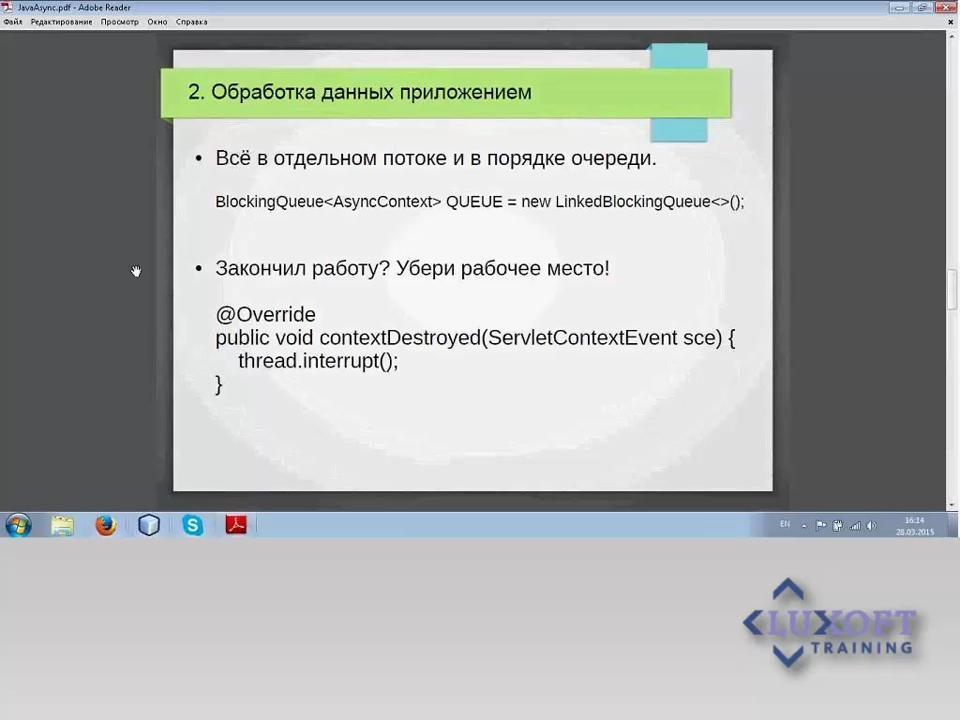 JavaAsync.pdf - Adobe Reader
Файл Редактирование Просмотр Окно Справка
2. Обработка данных приложением
• Всё в отдельном потоке и в порядке очереди.
BlockingQueue<AsyncContext> QUEUE = new LinkedBlockingQueue<>();
• Закончил работу? Убери рабочее место!
@Override
public void contextDestroyed(ServletContextEvent sce) {
thread.interrupt();
}
EN
16:14
28.03.2015
LUXOFT
TRAINING